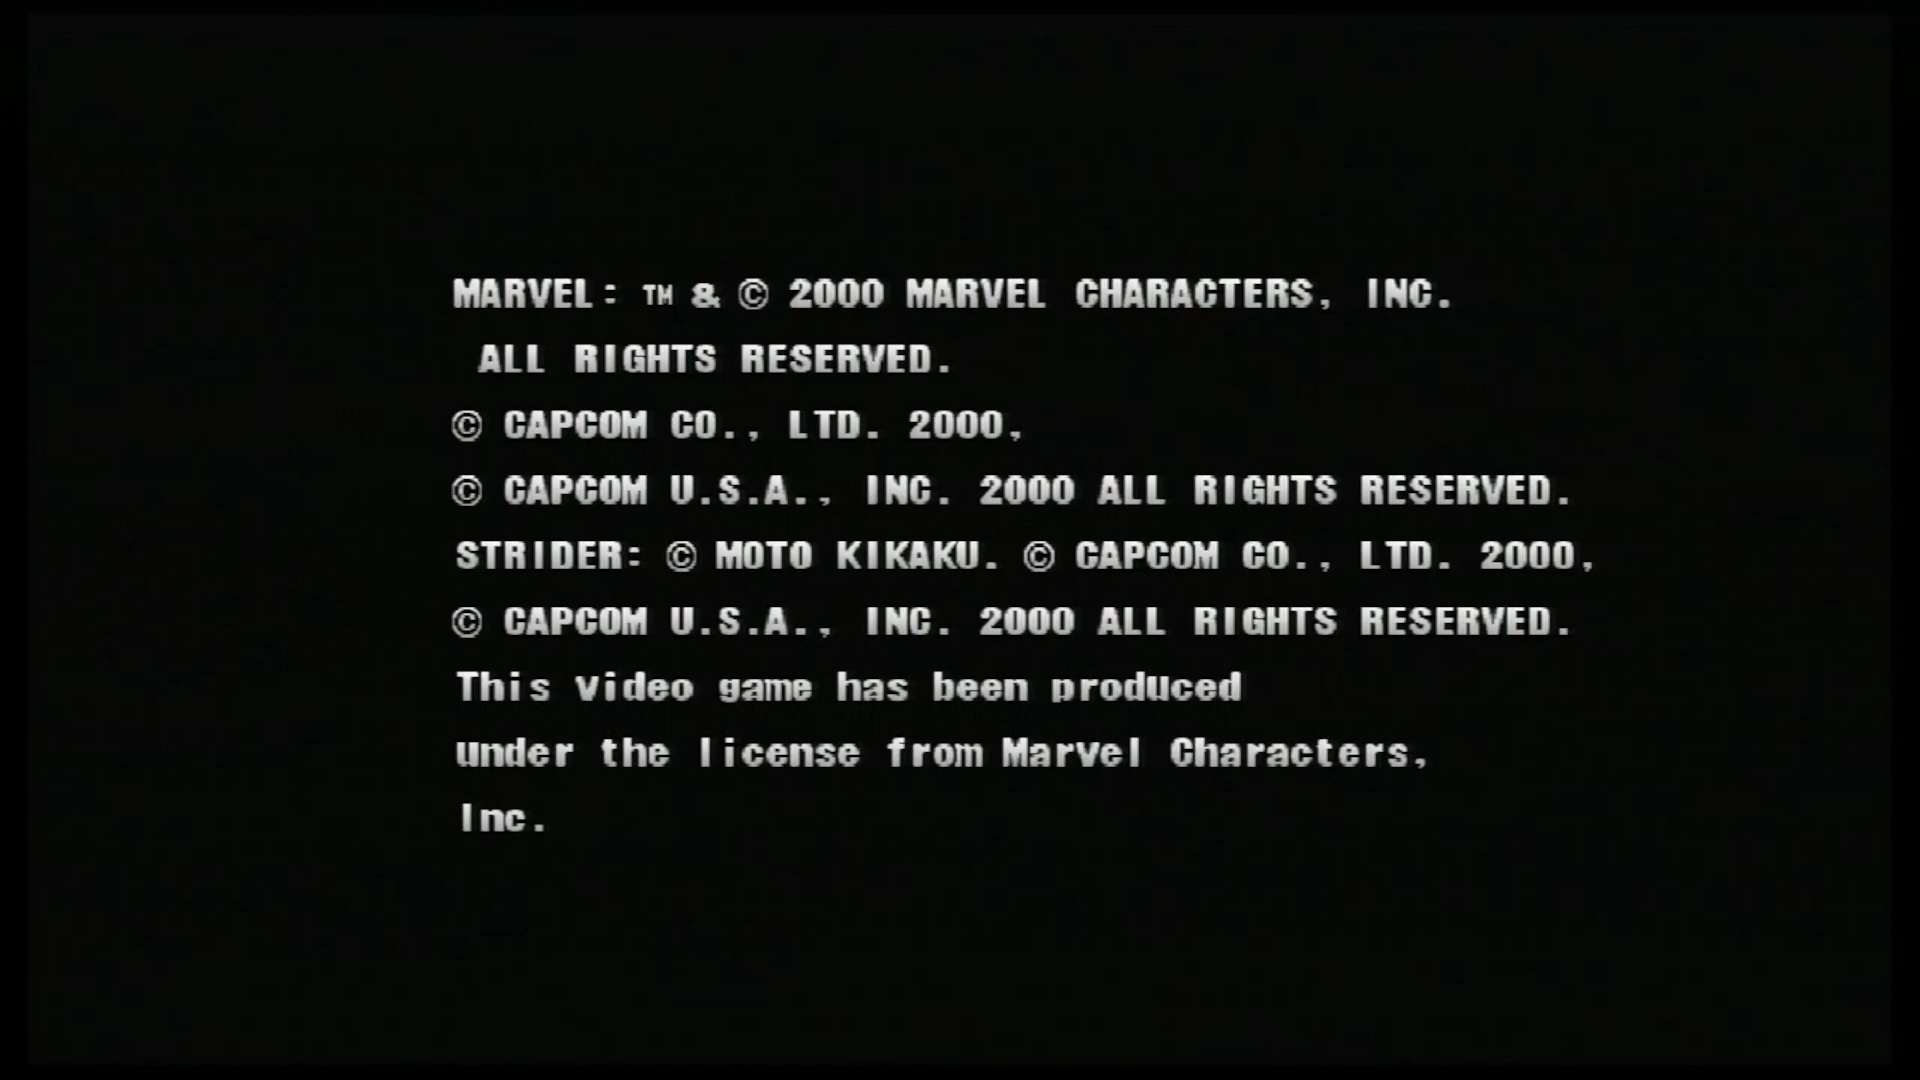 MARVEL: ™ & © 2000 MARVEL CHARACTERS, INC.
ALL RIGHTS RESERVED.
© CAPCOM CO., LTD. 2000,
© CAPCOM U.S.A., INC. 2000 ALL RIGHTS RESERVED.
STRIDER: © MOTO KIKAKU. © CAPCOM CO., LTD. 2000,
© CAPCOM U.S.A., INC. 2000 ALL RIGHTS RESERVED.
This video game has been produced
under the license from Marvel Characters,
Inc.